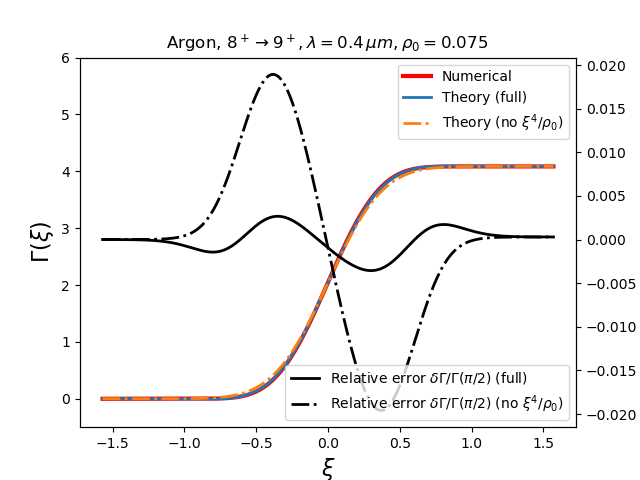 Argon, 8⁺ → 9⁺, λ = 0.4 μm, ρ₀ = 0.075
Numerical
Theory (full)
Theory (no ξ⁴/ρ₀)
Γ(ξ)
6
5
4
3
2
1
0
0.020
0.015
0.010
0.005
0.000
−0.005
−0.010
−0.015
−0.020
Relative error δΓ/Γ(π/2) (full)
Relative error δΓ/Γ(π/2) (no ξ⁴/ρ₀)
−1.5 −1.0 −0.5 0.0 0.5 1.0 1.5
ξ